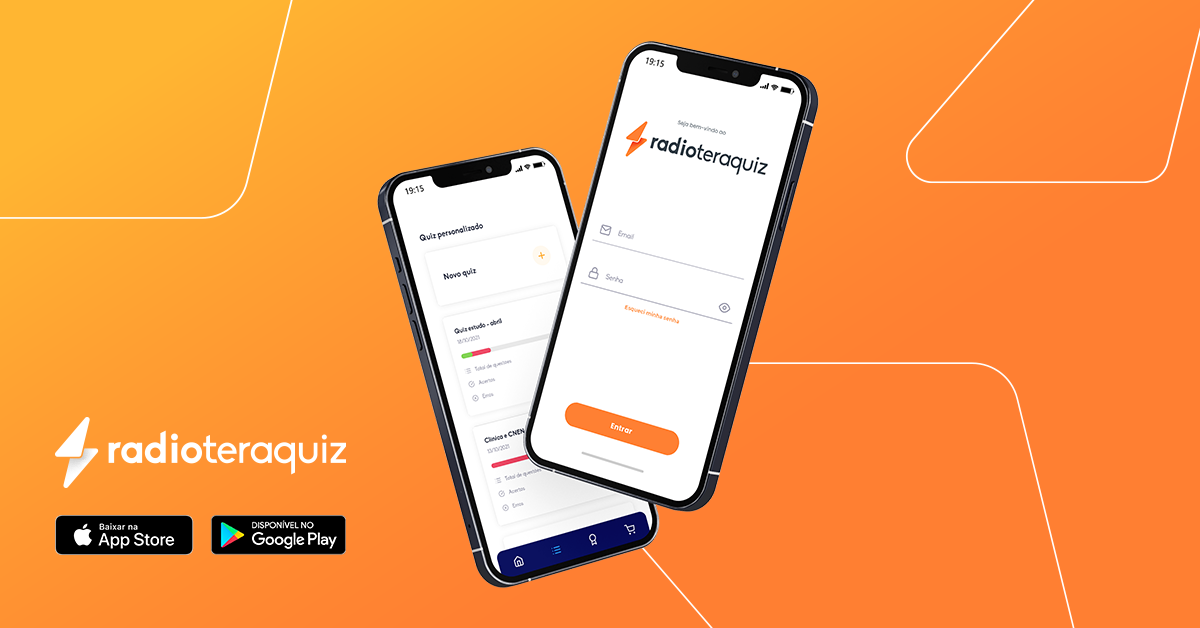 19:15
Seja bem-vindo ao
radioteraquiz
Email
Senha
Esqueci minha senha
Entrar
19:15
Quiz personalizado
Novo quiz
Quiz estudo - abril
18/10/2021
Total de questões
Acertos
Erros
Clínica e CNEN
10/10/2021
Total de questões
Acertos
Erros
radioteraquiz
Baixar na
App Store
DISPONÍVEL NO
Google Play